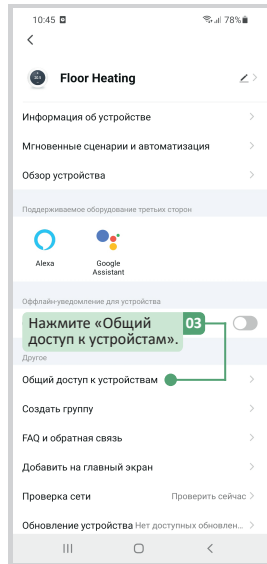 10:45 78%
Floor Heating
Информация об устройстве
Мгновенные сценарии и автоматизация
Обзор устройства
Поддерживаемое оборудование третьих сторон
Alexa Google
Assistant
Оффлайн-уведомление для устройства
Нажмите «Общий 03
доступ к устройстам».
Другое
Общий доступ к устройствам
Создать группу
FAQ и обратная связь
Добавить на главный экран
Проверка сети Проверить сейчас
Обновление устройства Нет доступных обновлен...